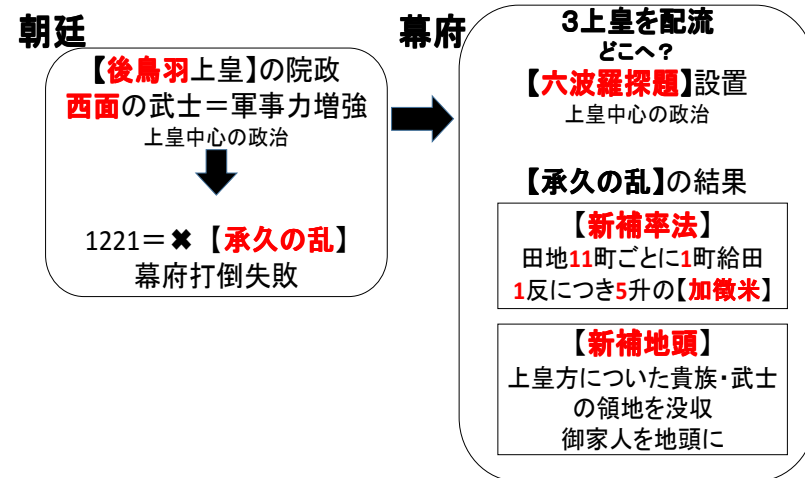 朝廷
【後鳥羽上皇】の院政
西面の武士＝軍事力増強
上皇中心の政治
1221＝✖【承久の乱】
幕府打倒失敗
幕府
３上皇を配流
どこへ？
【六波羅探題】設置
上皇中心の政治
【承久の乱】の結果
【新補率法】
田地11町ごとに1町給田
1反につき5升の【加徴米】
【新補地頭】
上皇方についた貴族・武士
の領地を没収
御家人を地頭に